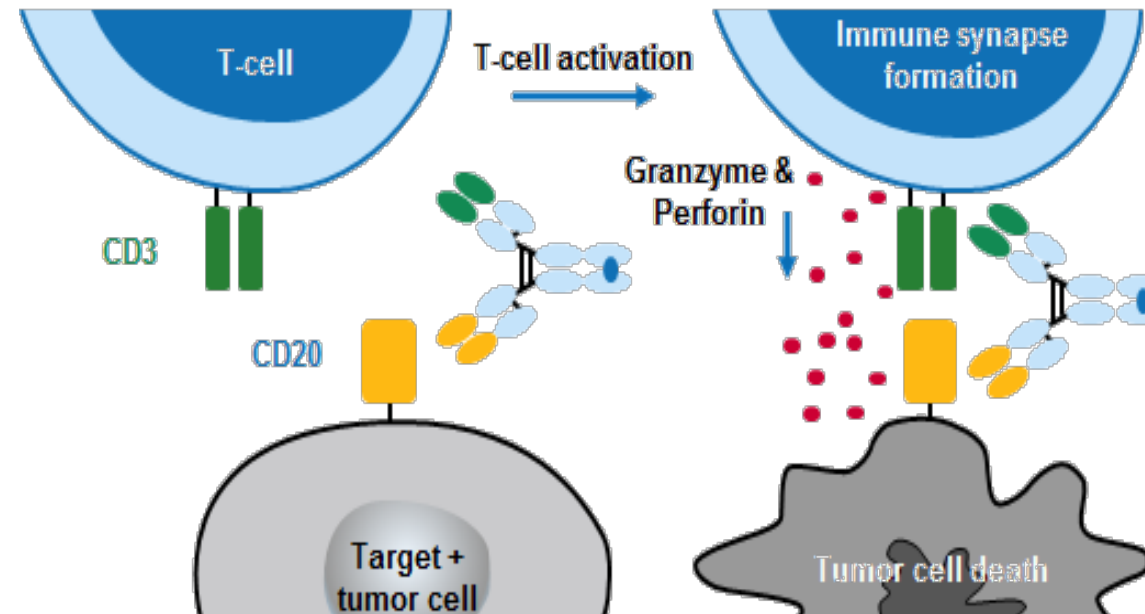 T-cell
T-cell activation
Immune synapse
formation
Granzyme &
Perforin
CD3
CD20
Target +
tumor cell
Tumor cell death